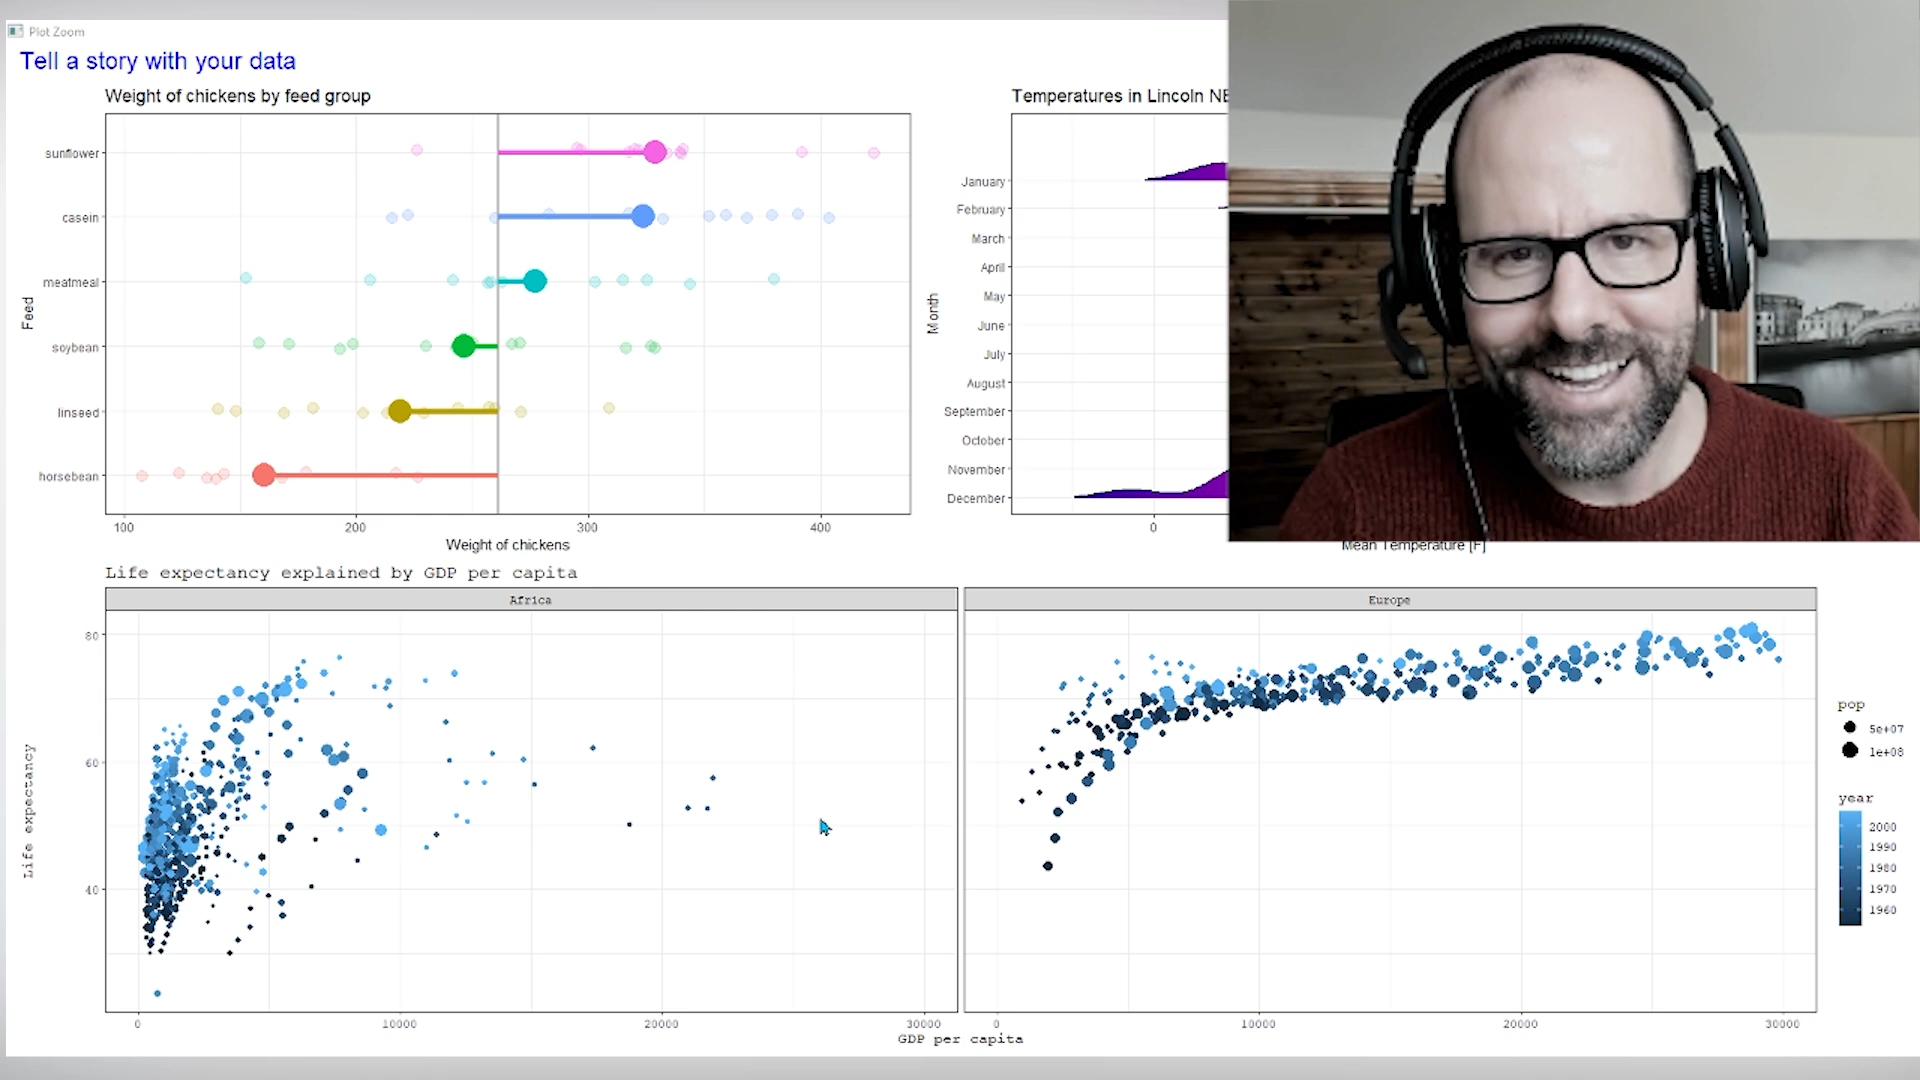 Plot Zoom
Tell a story with your data
Weight of chickens by feed group
sunflower
casein
meatmeal
soybean
linseed
horsebean
Feed
100 200 300 400
Weight of chickens
Temperatures in Lincoln NE
January
February
March
April
May
June
July
August
September
October
November
December
Month
0
Mean Temperature [F]
Life expectancy explained by GDP per capita
Africa
Europe
80
60
40
Life expectancy
0 10000 20000 30000
0 10000 20000 30000
GDP per capita
pop
5e+07
1e+08
year
2000
1990
1980
1970
1960